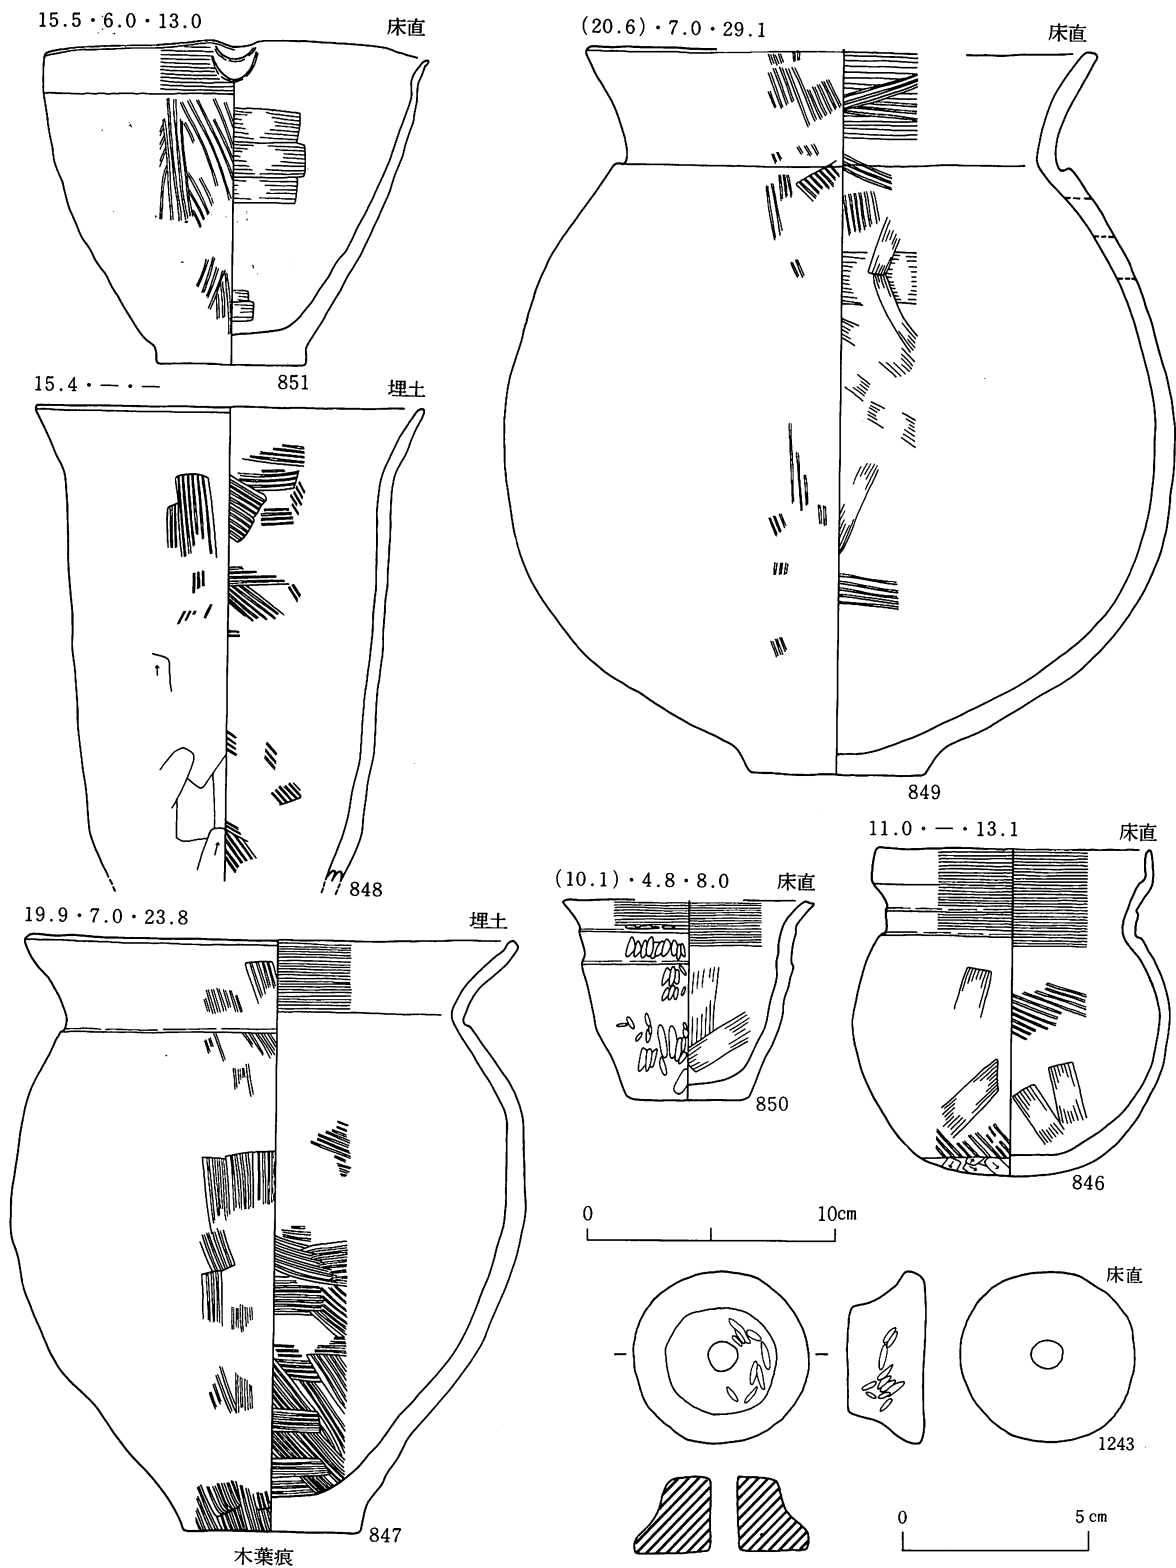 15.5・6.0・13.0 床直
851
(20.6)・7.0・29.1 床直
849
15.4・―・― 埋土
848
(10.1)・4.8・8.0 床直
850
11.0・―・13.1 床直
846
19.9・7.0・23.8 埋土
847
木葉痕
0 10cm
床直
1243
0 5cm